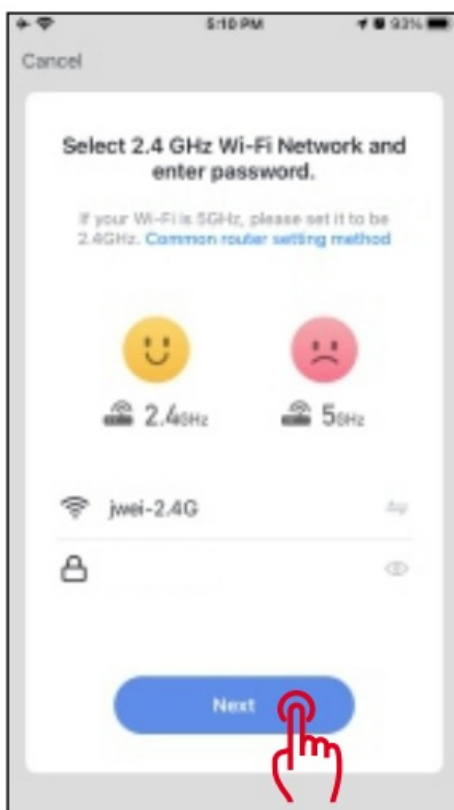 5:10 PM 93%
Cancel
Select 2.4 GHz Wi-Fi Network and
enter password.
If your Wi-Fi is 5GHz, please set it to be
2.4GHz. Common router setting method
2.4GHz 5GHz
jwei-2.4G
Next